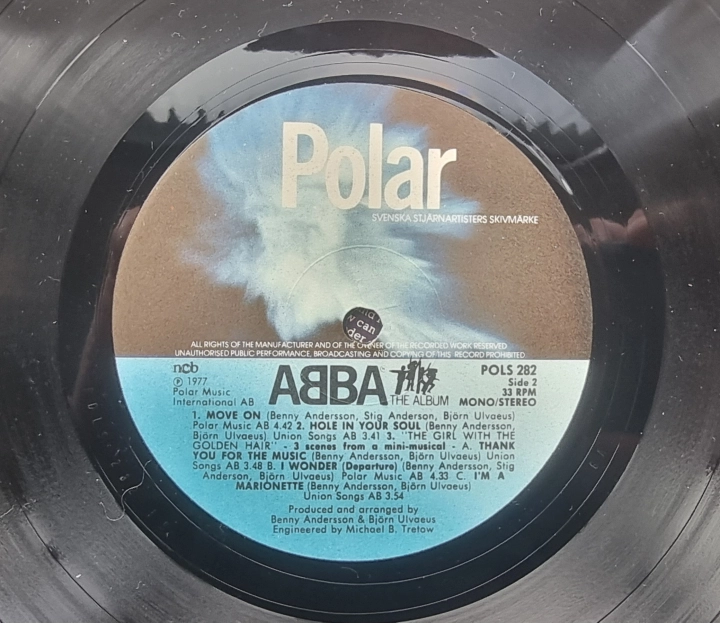 Polar
SVENSKA STJÄRNARTISTERS SKIVMÄRKE
can
der
ALL RIGHTS OF THE MANUFACTURER AND OF THE OWNER OF THE RECORDED WORK RESERVED
UNAUTHORISED PUBLIC PERFORMANCE, BROADCASTING AND COPYING OF THIS RECORD PROHIBITED
ncb
℗ 1977
Polar Music
International AB
ABBA
THE ALBUM
POLS 282
Side 2
33 RPM
MONO/STEREO
1. MOVE ON (Benny Andersson, Stig Andersson, Björn Ulvaeus)
Polar Music AB 4.42 2. HOLE IN YOUR SOUL (Benny Andersson,
Björn Ulvaeus) Union Songs AB 3.41 3. "THE GIRL WITH THE
GOLDEN HAIR" - 3 scenes from a mini-musical - A. THANK
YOU FOR THE MUSIC (Benny Andersson, Björn Ulvaeus) Union
Songs AB 3.48 B. I WONDER (Departure) (Benny Andersson, Stig
Anderson, Björn Ulvaeus) Polar Music AB 4.33 C. I'M A
MARIONETTE (Benny Andersson, Björn Ulvaeus)
Union Songs AB 3.54
Produced and arranged by
Benny Andersson & Björn Ulvaeus
Engineered by Michael B. Tretow